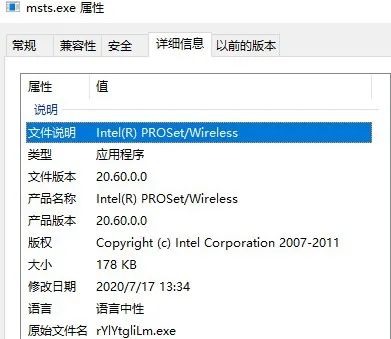 msts.exe 属性
常规 兼容性 安全 详细信息 以前的版本
属性 值
说明
文件说明 Intel(R) PROSet/Wireless
类型 应用程序
文件版本 20.60.0.0
产品名称 Intel(R) PROSet/Wireless
产品版本 20.60.0.0
版权 Copyright (c) Intel Corporation 2007-2011
大小 178 KB
修改日期 2020/7/17 13:34
语言 语言中性
原始文件名 rYlYtgliLm.exe